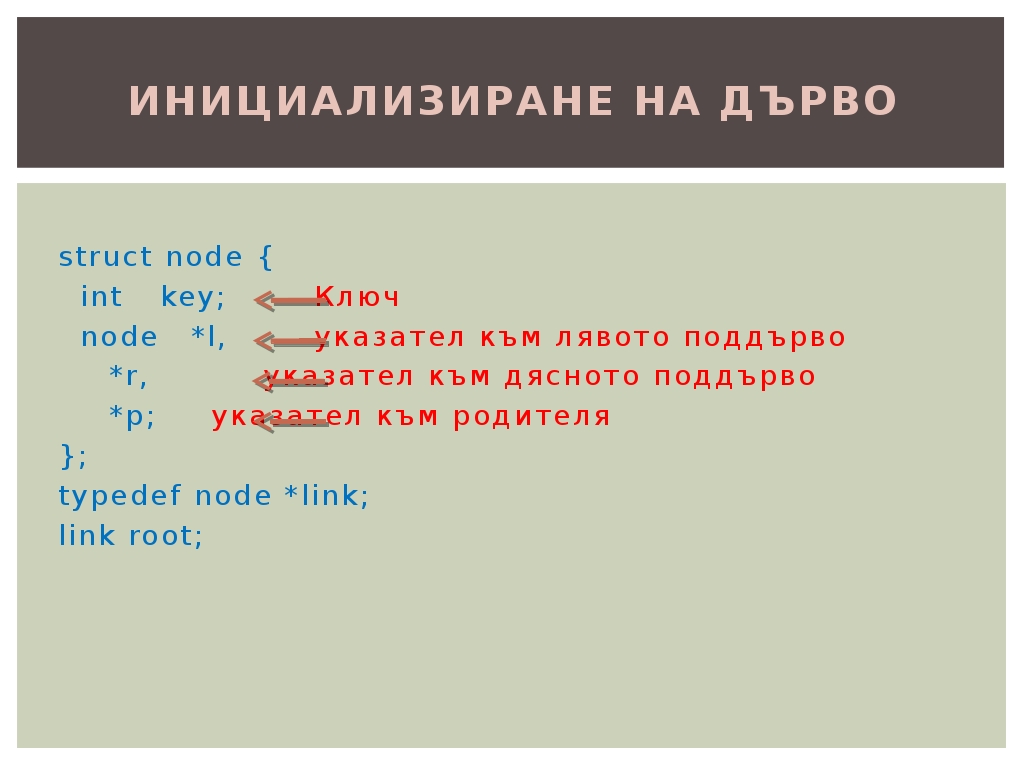 ИНИЦИАЛИЗИРАНЕ НА ДЪРВО
struct node {
int key; Ключ
node *l, указател към лявото поддърво
*r, указател към дясното поддърво
*p; указател към родителя
};
typedef node *link;
link root;